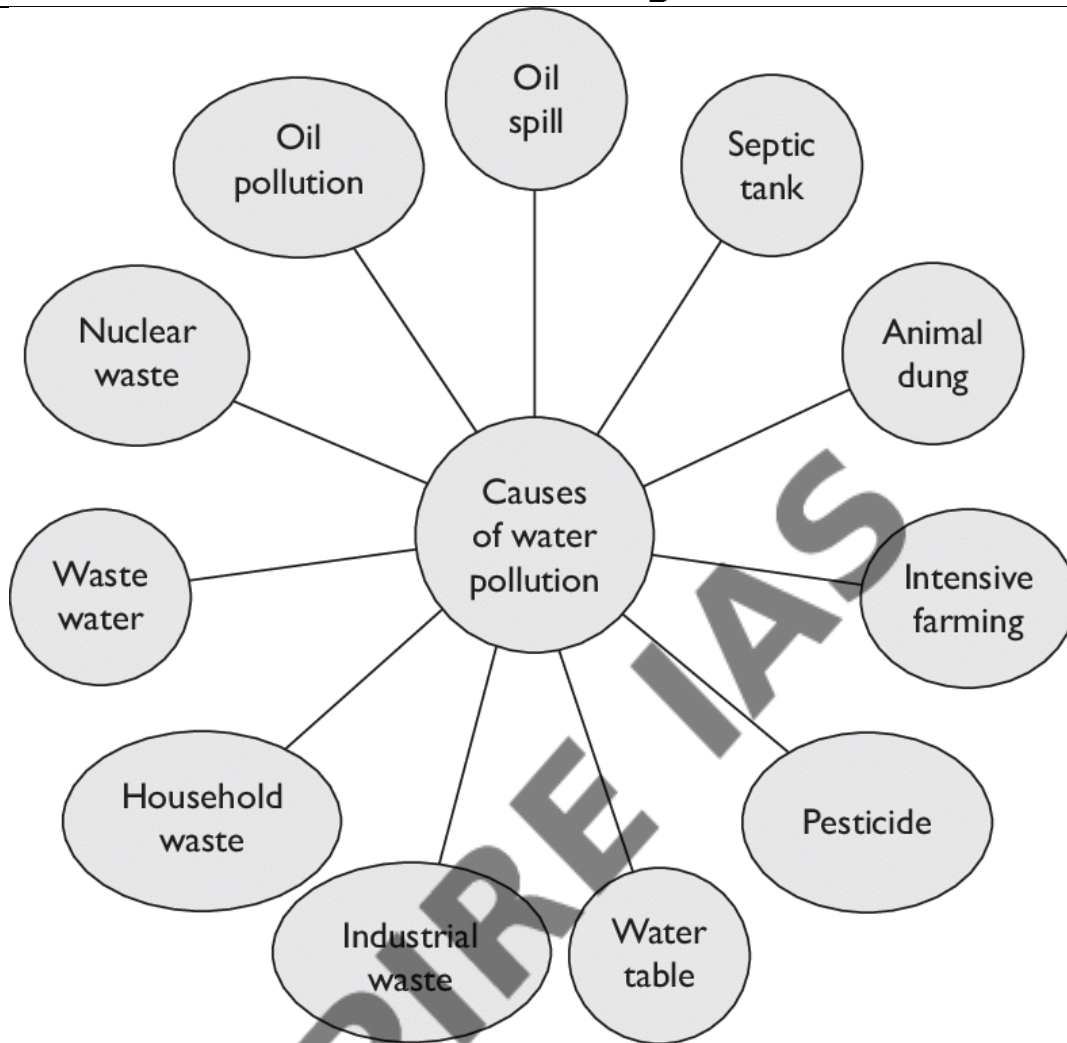 Oil
spill
Oil
pollution
Septic
tank
Nuclear
waste
Animal
dung
Causes
of water
pollution
Waste
water
Intensive
farming
Household
waste
Pesticide
Industrial
waste
Water
table
PIRE IAS